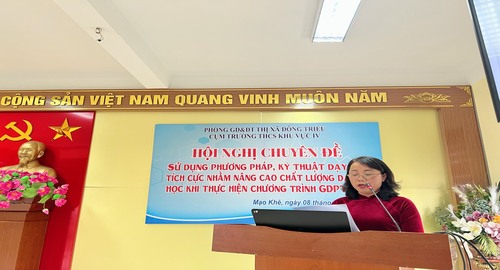 CỘNG SẢN VIỆT NAM QUANG VINH MUÔN NĂM
PHÒNG GD&ĐT THỊ XÃ ĐÔNG TRIỀU
CỤM TRƯỜNG THCS KHU VỰC IV
HỘI NGHỊ CHUYÊN ĐỀ
SỬ DỤNG PHƯƠNG PHÁP, KỸ THUẬT DẠY
TÍCH CỰC NHẰM NÂNG CAO CHẤT LƯỢNG D
HỌC KHI THỰC HIỆN CHƯƠNG TRÌNH GDP
Mạo Khê, ngày 08